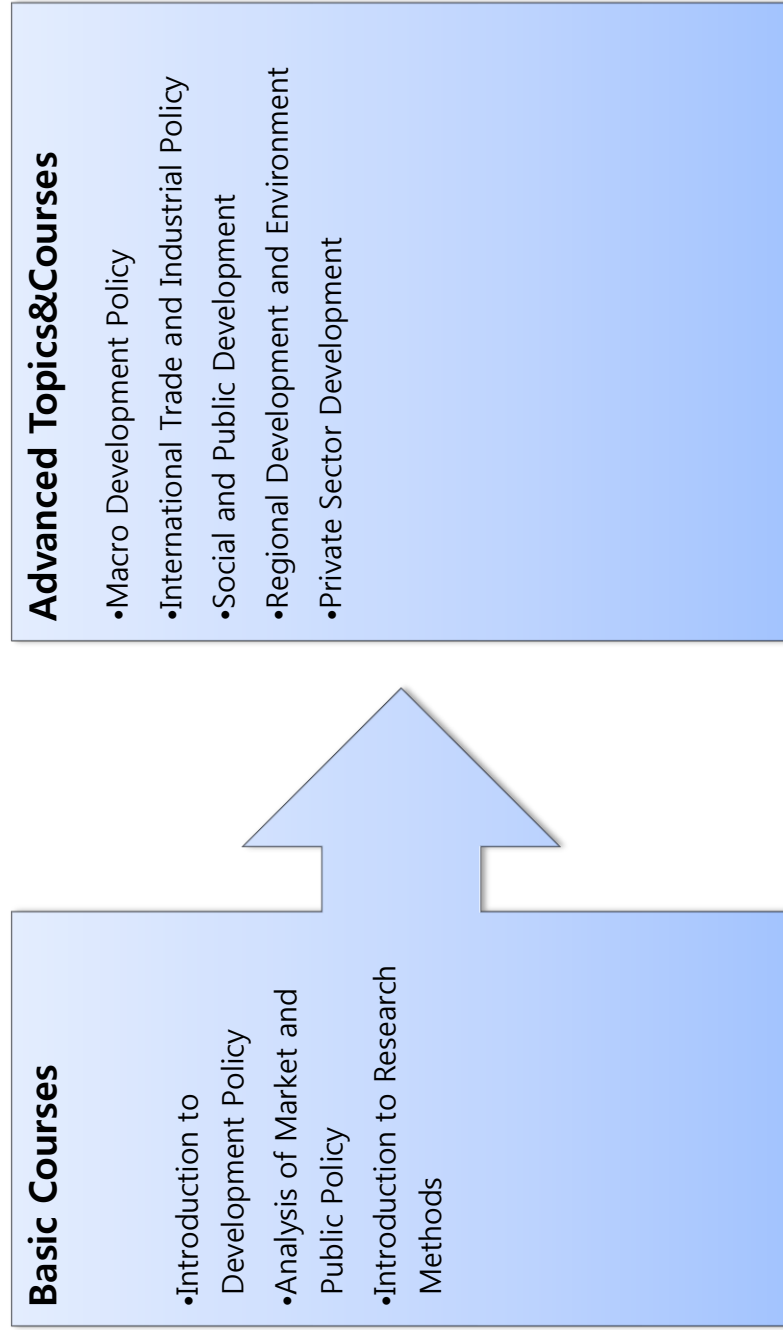 Basic Courses
•Introduction to
Development Policy
•Analysis of Market and
Public Policy
•Introduction to Research
Methods
Advanced Topics&Courses
•Macro Development Policy
•International Trade and Industrial Policy
•Social and Public Development
•Regional Development and Environment
•Private Sector Development